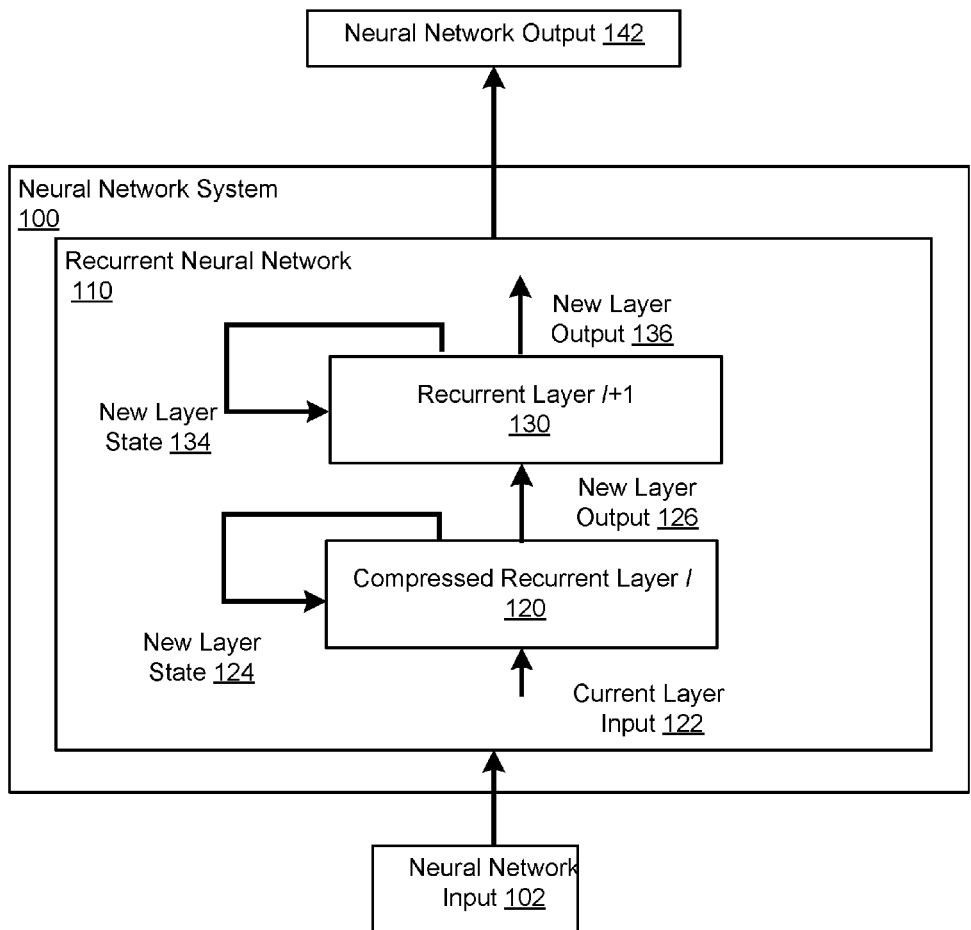 Neural Network Output 142
Neural Network System
100
Recurrent Neural Network
110
New Layer
Output 136
Recurrent Layer l+1
130
New Layer
State 134
New Layer
Output 126
Compressed Recurrent Layer l
120
New Layer
State 124
Current Layer
Input 122
Neural Network
Input 102